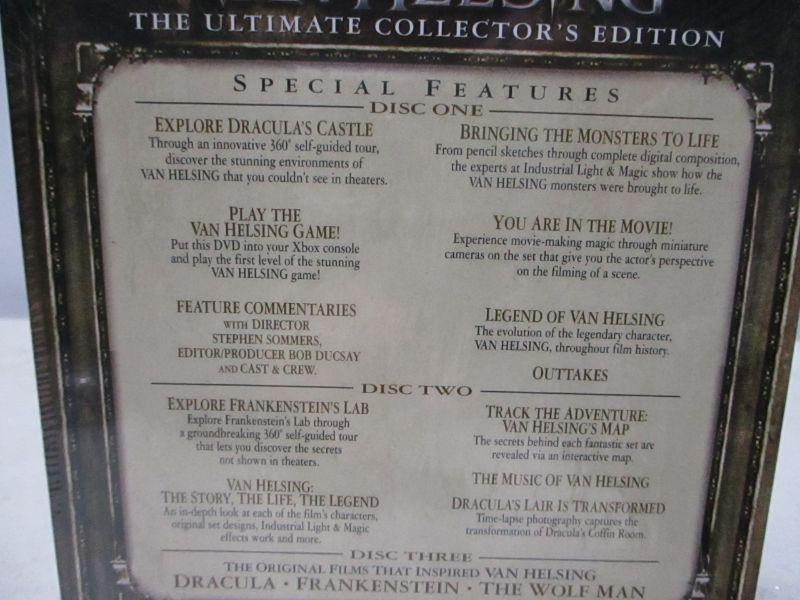 VAN HELSING
THE ULTIMATE COLLECTOR'S EDITION
SPECIAL FEATURES
DISC ONE
EXPLORE DRACULA'S CASTLE
Through an innovative 360° self-guided tour,
discover the stunning environments of
VAN HELSING that you couldn't see in theaters.
PLAY THE
VAN HELSING GAME!
Put this DVD into your Xbox console
and play the first level of the stunning
VAN HELSING game!
FEATURE COMMENTARIES
WITH DIRECTOR
STEPHEN SOMMERS,
EDITOR/PRODUCER BOB DUCSAY
AND CAST & CREW.
BRINGING THE MONSTERS TO LIFE
From pencil sketches through complete digital composition,
the experts at Industrial Light & Magic show how the
VAN HELSING monsters were brought to life.
YOU ARE IN THE MOVIE!
Experience movie-making magic through miniature
cameras on the set that give you the actor's perspective
on the filming of a scene.
LEGEND OF VAN HELSING
The evolution of the legendary character,
VAN HELSING, throughout film history.
OUTTAKES
DISC TWO
EXPLORE FRANKENSTEIN'S LAB
Explore Frankenstein's Lab through
a groundbreaking 360° self-guided tour
that lets you discover the secrets
not shown in theaters.
VAN HELSING:
THE STORY, THE LIFE, THE LEGEND
An in-depth look at each of the film's characters,
original set designs, Industrial Light & Magic
effects work and more.
TRACK THE ADVENTURE:
VAN HELSING'S MAP
The secrets behind each fantastic set are
revealed via an interactive map.
THE MUSIC OF VAN HELSING
DRACULA'S LAIR IS TRANSFORMED
Time-lapse photography captures the
transformation of Dracula's Coffin Room.
DISC THREE
THE ORIGINAL FILMS THAT INSPIRED VAN HELSING
DRACULA • FRANKENSTEIN • THE WOLF MAN